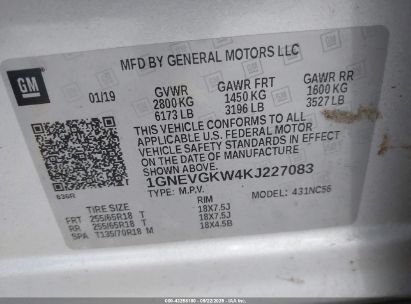 MFD BY GENERAL MOTORS LLC
GM
01/19
GVWR GAWR FRT GAWR RR
2800 KG 1450 KG 1600 KG
6173 LB 3196 LB 3527 LB
THIS VEHICLE CONFORMS TO ALL
APPLICABLE U.S. FEDERAL MOTOR
VEHICLE SAFETY STANDARDS IN EFFECT ON
THE DATE OF MANUFACTURE
1GNEVGKW4KJ227083
TYPE: M.P.V. MODEL: 431NC56
TIRE SIZE RIM
FRT 255/65R18 T 18X7.5J
RR 255/65R18 T 18X7.5J
SPA T135/70R18 M 18X4.5B